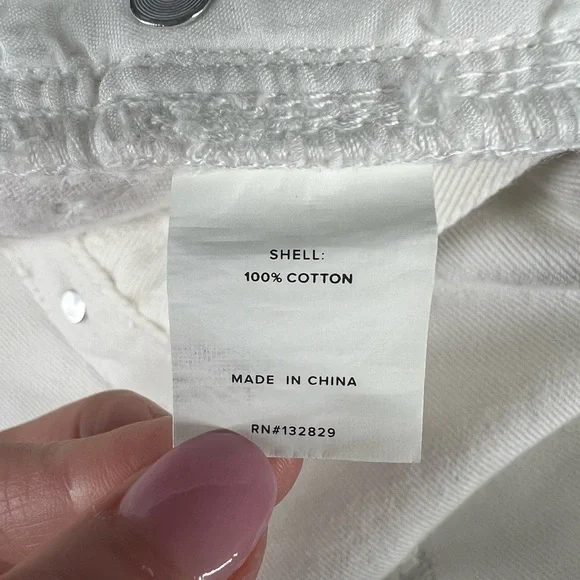 SHELL:
100% COTTON
MADE IN CHINA
RN#132829